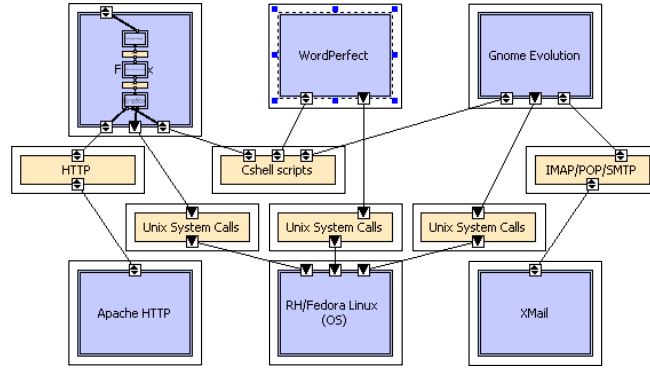 WordPerfect
Gnome Evolution
HTTP
Cshell scripts
IMAP/POP/SMTP
Unix System Calls
Unix System Calls
Unix System Calls
Apache HTTP
RH/Fedora Linux
(OS)
XMail